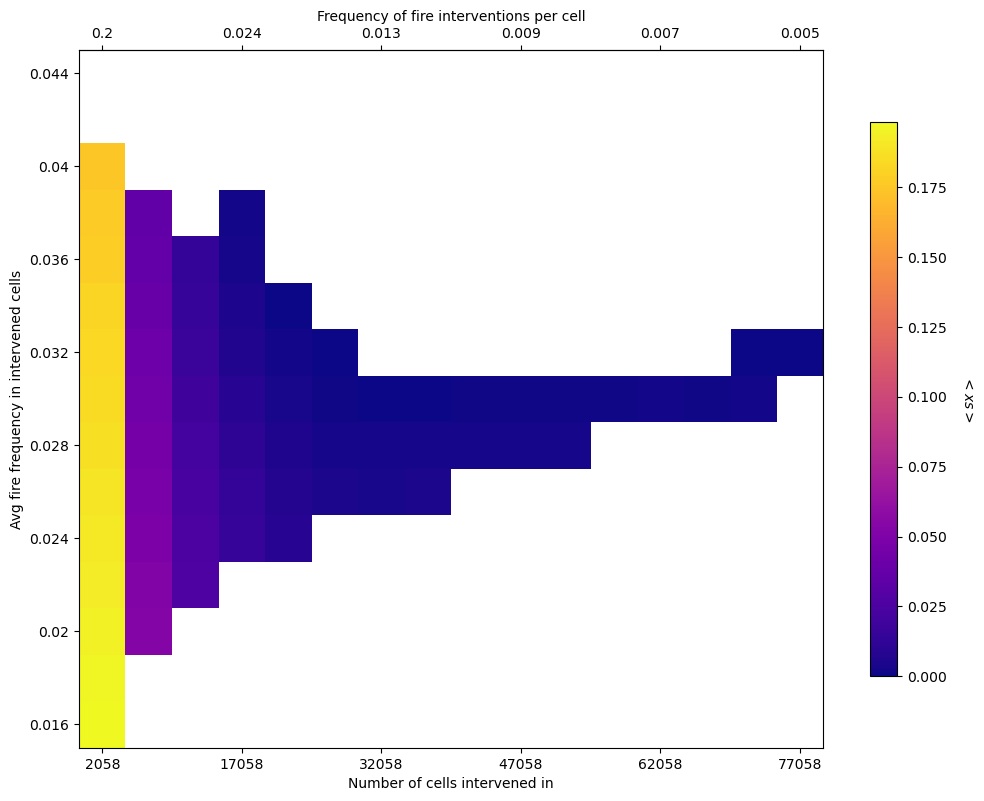 Frequency of fire interventions per cell
0.2 0.024 0.013 0.009 0.007 0.005
0.044
0.04
0.036
0.032
0.028
0.024
0.02
0.016
Avg fire frequency in intervened cells
2058 17058 32058 47058 62058 77058
Number of cells intervened in
0.175
0.150
0.125
0.100
0.075
0.050
0.025
0.000
< sx >